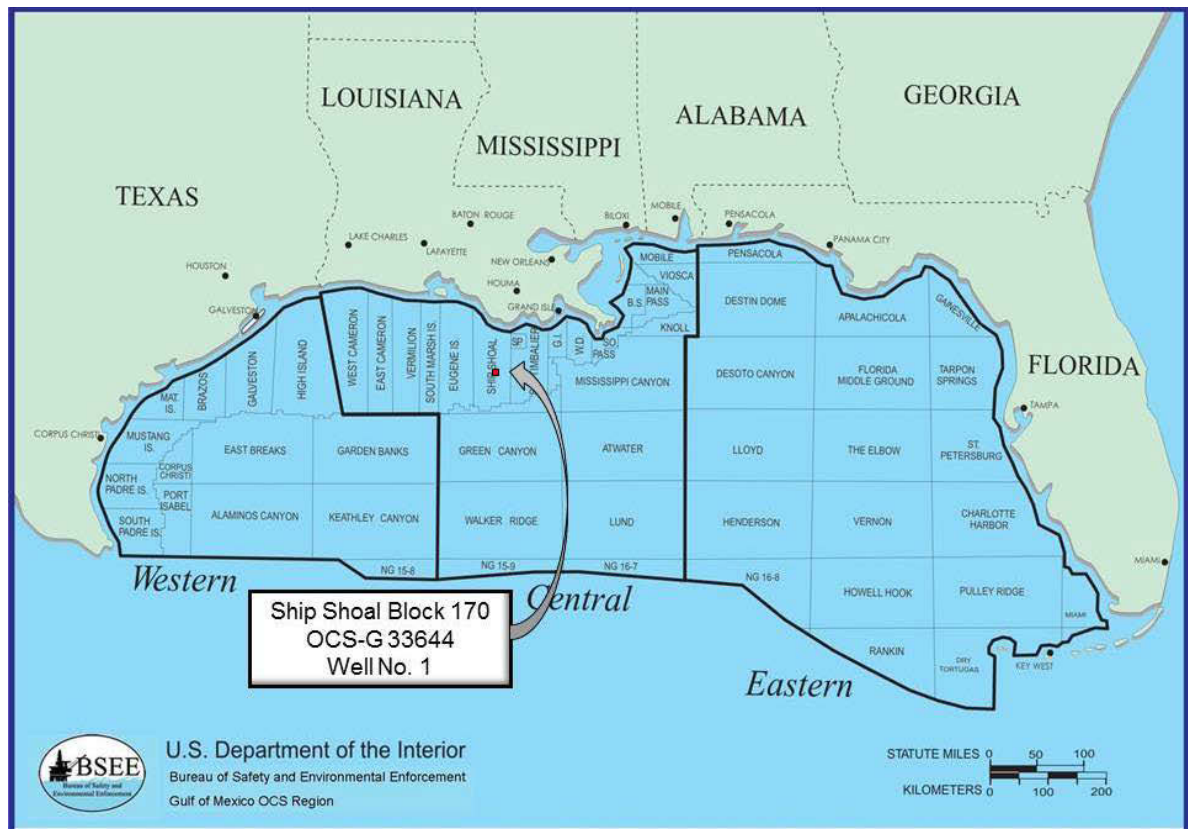 GEORGIA
LOUISIANA
ALABAMA
MISSISSIPPI
TEXAS
MOBILE
BILOXI
PENSACOLA
BATON ROUGE
LAKE CHARLES
LAFAYETTE
PANAMA CITY
NEW ORLEANS
HOUSTON
HOUMA
GRAND ISLE
GALVESTON
MOBILE
PENSACOLA
VIOSCA
MAIN
PASS
B.S.
KNOLL
DESTIN DOME
APALACHICOLA
GAINESVILLE
FLORIDA
WEST CAMERON
EAST CAMERON
VERMILION
SOUTH MARSH IS.
EUGENE IS.
SHIP SHOAL
SP
TIMBALIER
G.I.
W.D.
SO.
PASS
MAT.
IS.
BRAZOS
GALVESTON
HIGH ISLAND
MISSISSIPPI CANYON
DESOTO CANYON
FLORIDA
MIDDLE GROUND
TARPON
SPRINGS
TAMPA
CORPUS CHRISTI
MUSTANG
IS.
EAST BREAKS
GARDEN BANKS
GREEN CANYON
ATWATER
LLOYD
THE ELBOW
ST.
PETERSBURG
CORPUS
CHRISTI
NORTH
PADRE IS.
PORT
ISABEL
SOUTH
PADRE IS.
ALAMINOS CANYON
KEATHLEY CANYON
WALKER RIDGE
LUND
HENDERSON
VERNON
CHARLOTTE
HARBOR
MIAMI
NG 15-8
NG 15-9
NG 16-7
NG 16-8
Western
Central
HOWELL HOOK
PULLEY RIDGE
MIAMI
Ship Shoal Block 170
OCS-G 33644
Well No. 1
RANKIN
DRY
TORTUGAS
KEY WEST
Eastern
BSEE
Bureau of Safety and
Environmental Enforcement
U.S. Department of the Interior
Bureau of Safety and Environmental Enforcement
Gulf of Mexico OCS Region
STATUTE MILES 0 50 100
KILOMETERS 0 100 200